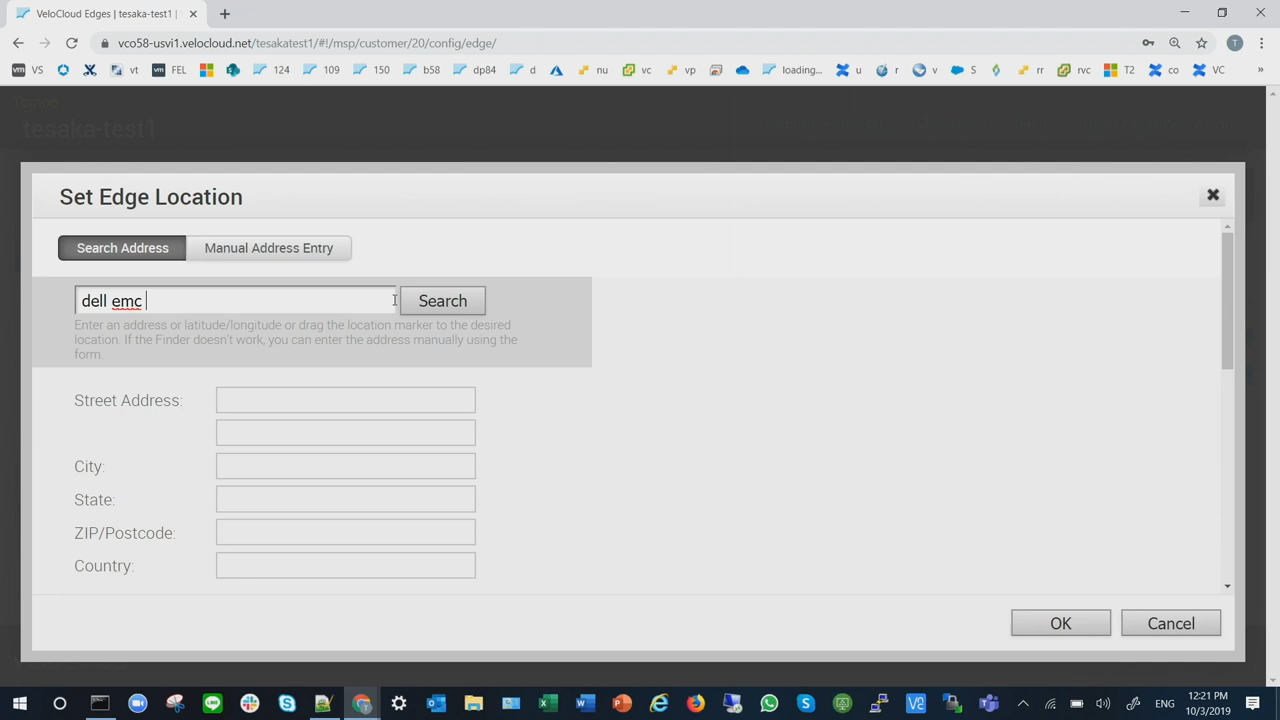 VeloCloud Edges | tesaka-test1 |
vco58-usvi1.velocloud.net/tesakatest1/#!/msp/customer/20/config/edge/
T
vm VS vt vm FEL 124 109 150 b58 dp84 d nu vc vp loading... u r v S rr rvc T2 co VC »
tesaka-test1
Set Edge Location
Search Address Manual Address Entry
dell emc
Search
Enter an address or latitude/longitude or drag the location marker to the desired
location. If the Finder doesn't work, you can enter the address manually using the
form.
Street Address:
City:
State:
ZIP/Postcode:
Country:
OK Cancel
12:21 PM
ENG
10/3/2019